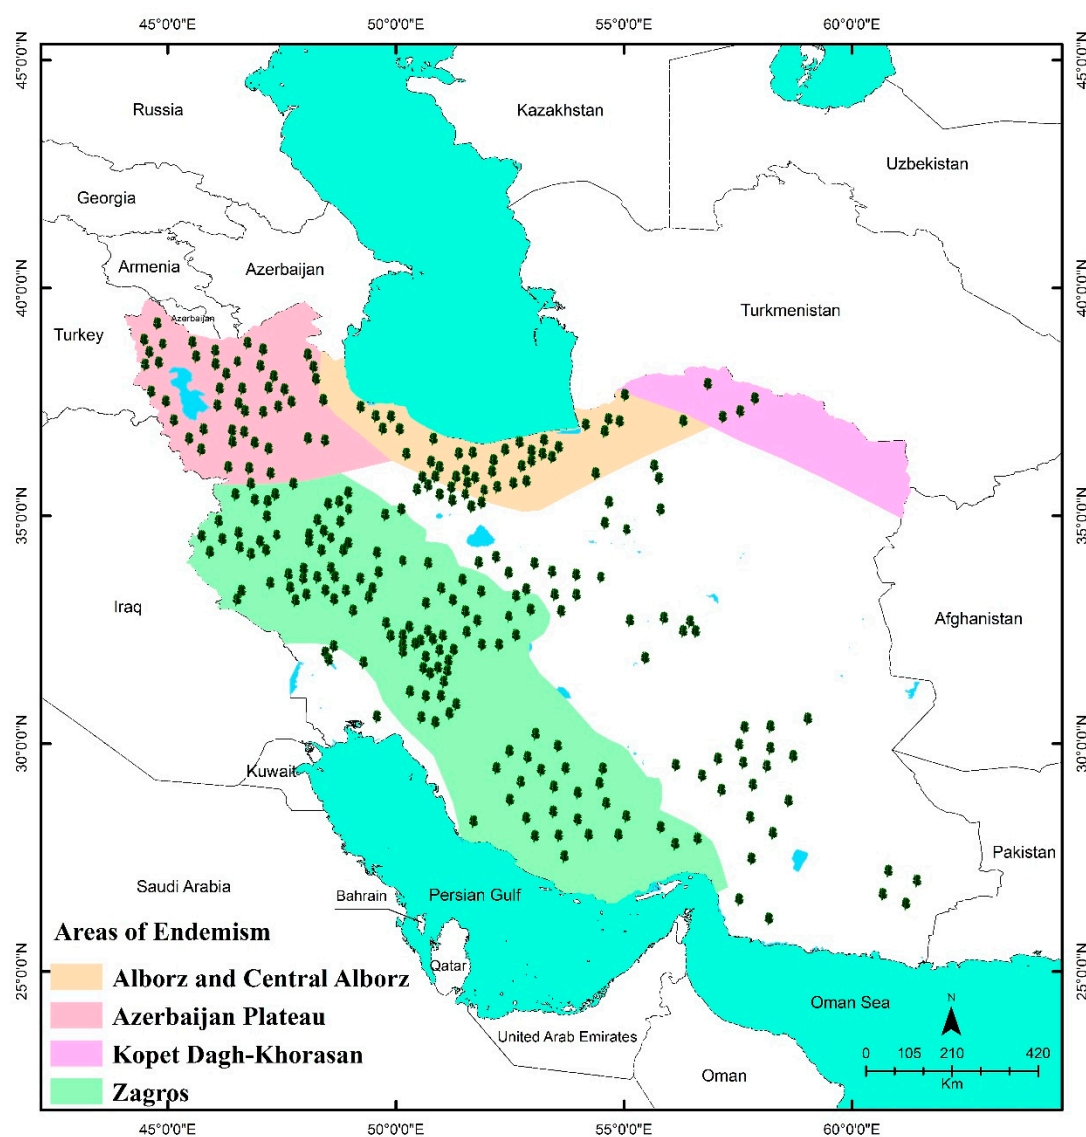 45°0'0"E 50°0'0"E 55°0'0"E 60°0'0"E
45°0'0"N 45°0'0"N
Russia Kazakhstan
Uzbekistan
Georgia
Armenia Azerbaijan
40°0'0"N 40°0'0"N
Turkey Azerbaijan Turkmenistan
35°0'0"N 35°0'0"N
Iraq Afghanistan
30°0'0"N 30°0'0"N
Kuwait
Pakistan
Saudi Arabia Bahrain Persian Gulf
Areas of Endemism
Qatar
25°0'0"N 25°0'0"N
Alborz and Central Alborz
Oman Sea
N
Azerbaijan Plateau
United Arab Emirates
Kopet Dagh-Khorasan
0 105 210 420
Km
Oman
Zagros
45°0'0"E 50°0'0"E 55°0'0"E 60°0'0"E